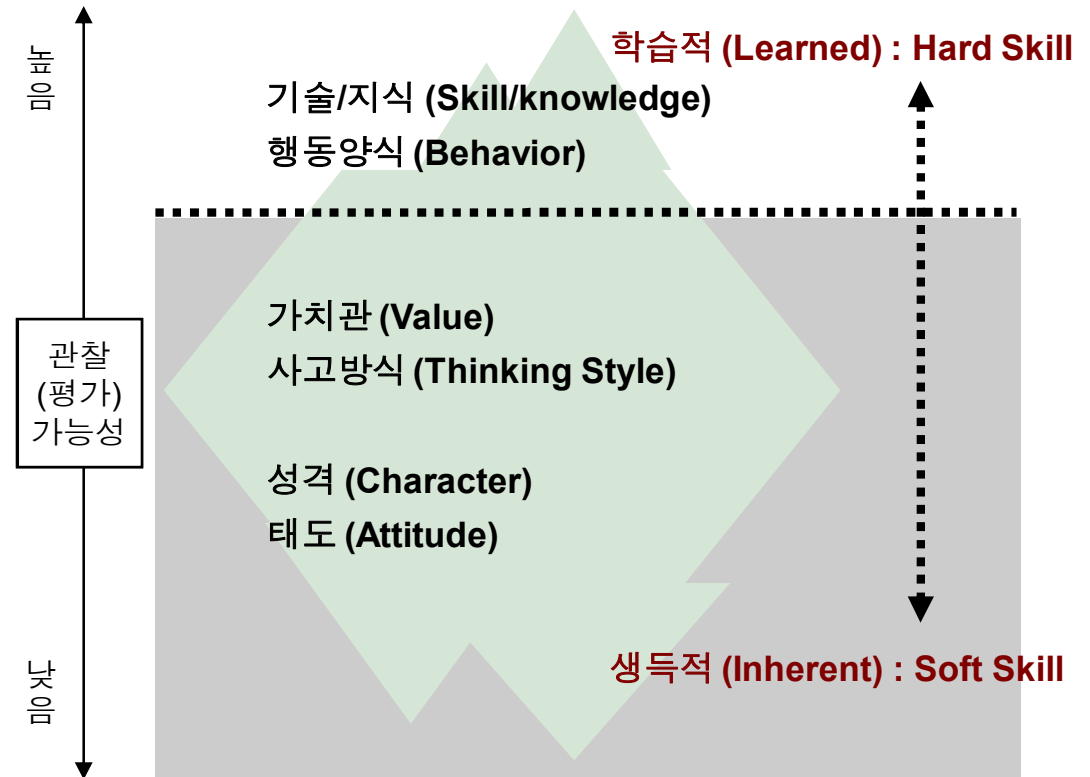 높음
학습적 (Learned) : Hard Skill
기술/지식 (Skill/knowledge)
행동양식 (Behavior)
가치관 (Value)
사고방식 (Thinking Style)
관찰
(평가)
가능성
성격 (Character)
태도 (Attitude)
생득적 (Inherent) : Soft Skill
낮음